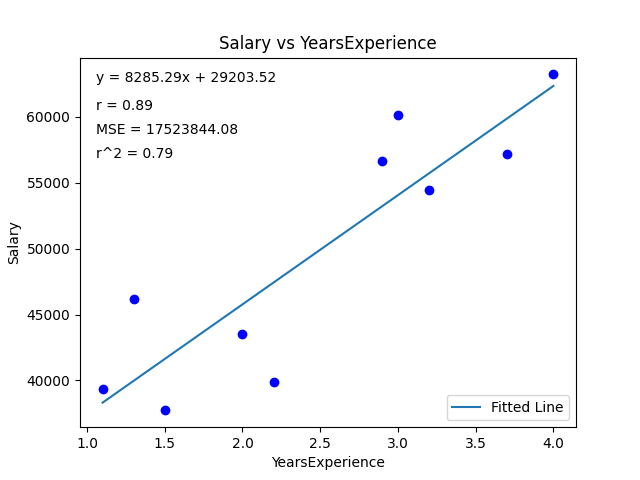 Salary vs YearsExperience
y = 8285.29x + 29203.52
r = 0.89
MSE = 17523844.08
r^2 = 0.79
60000
55000
50000
45000
40000
Salary
Fitted Line
1.0 1.5 2.0 2.5 3.0 3.5 4.0
YearsExperience